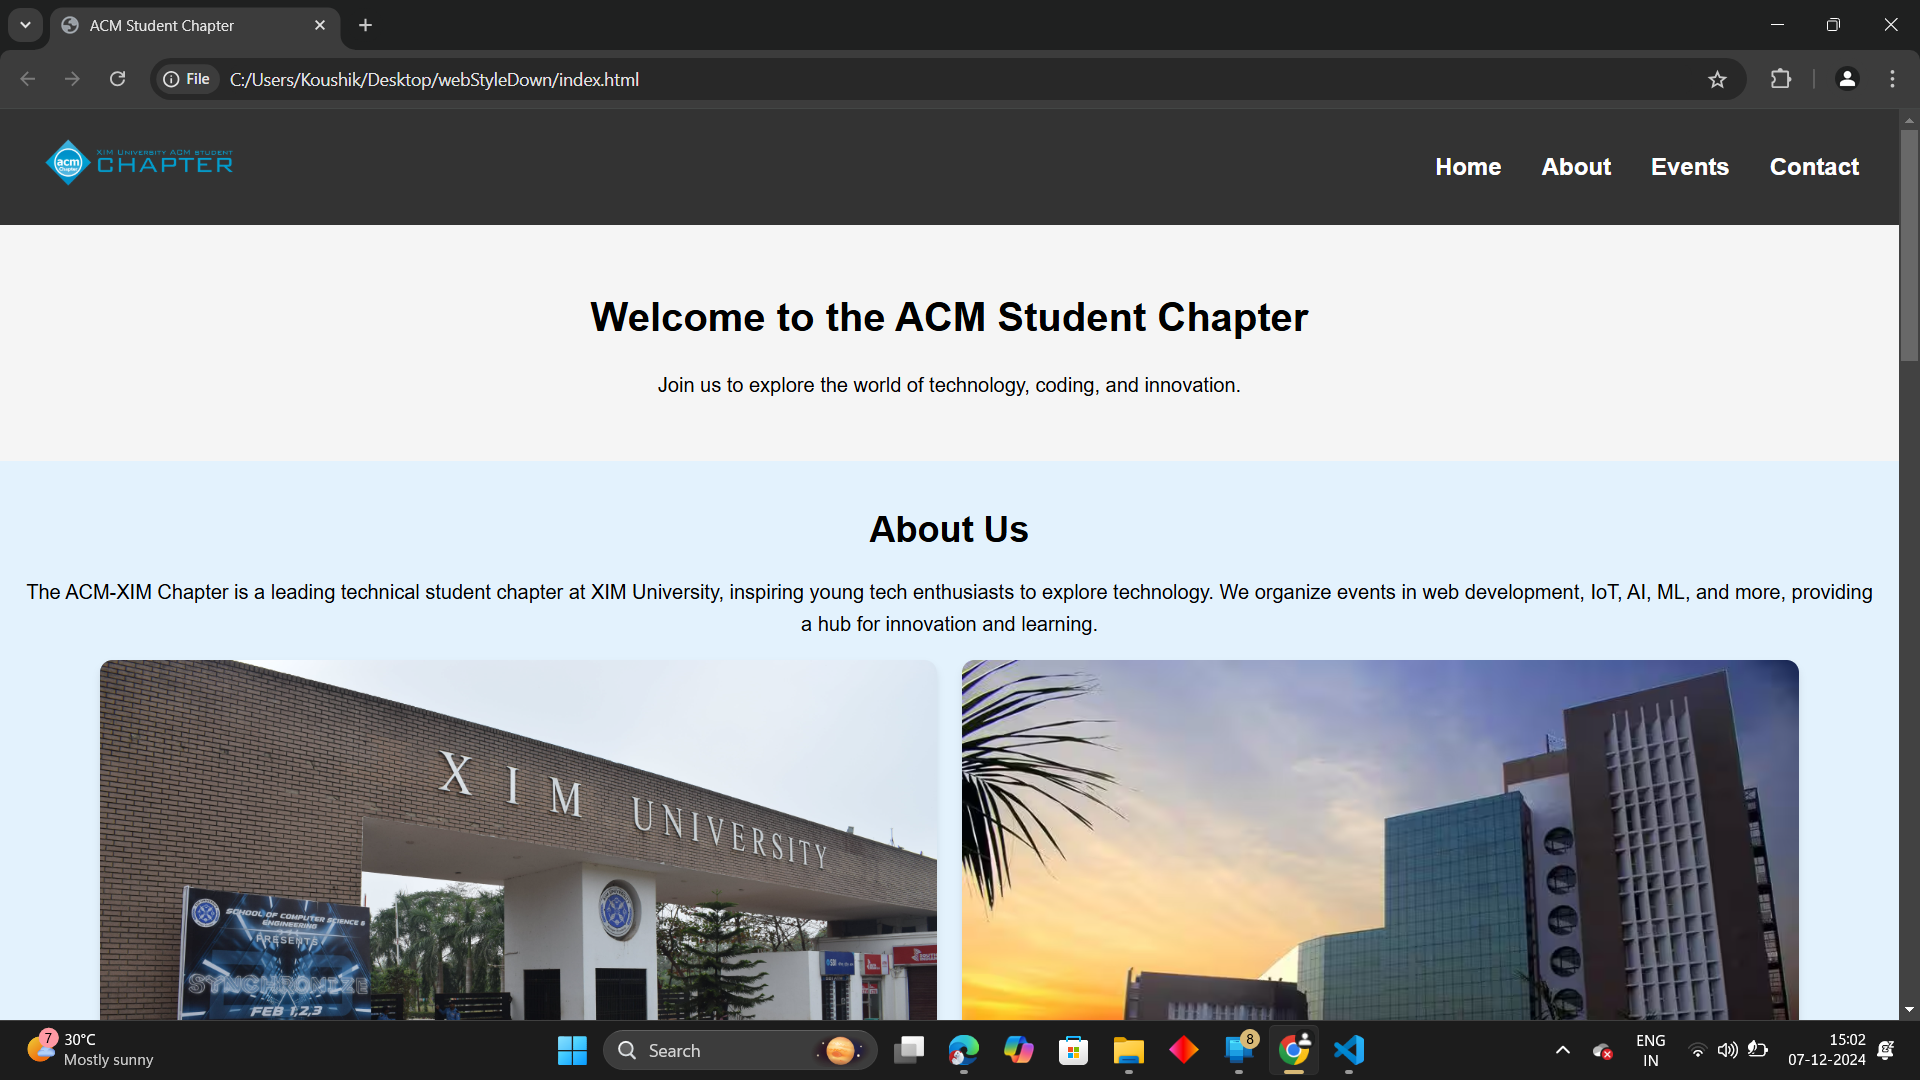 ACM Student Chapter
File
C:/Users/Koushik/Desktop/webStyleDown/index.html
acm
Chapter
XIM UNIVERSITY ACM STUDENT
CHAPTER
Home
About
Events
Contact
Welcome to the ACM Student Chapter
Join us to explore the world of technology, coding, and innovation.
About Us
The ACM-XIM Chapter is a leading technical student chapter at XIM University, inspiring young tech enthusiasts to explore technology. We organize events in web development, IoT, AI, ML, and more, providing
a hub for innovation and learning.
XIM UNIVERSITY
SCHOOL OF COMPUTER SCIENCE &
ENGINEERING
PRESENTS
SYNCHRONIZE
FEB 1,2,3
SBI
7
30°C
Mostly sunny
Search
8
ENG
IN
15:02
07-12-2024